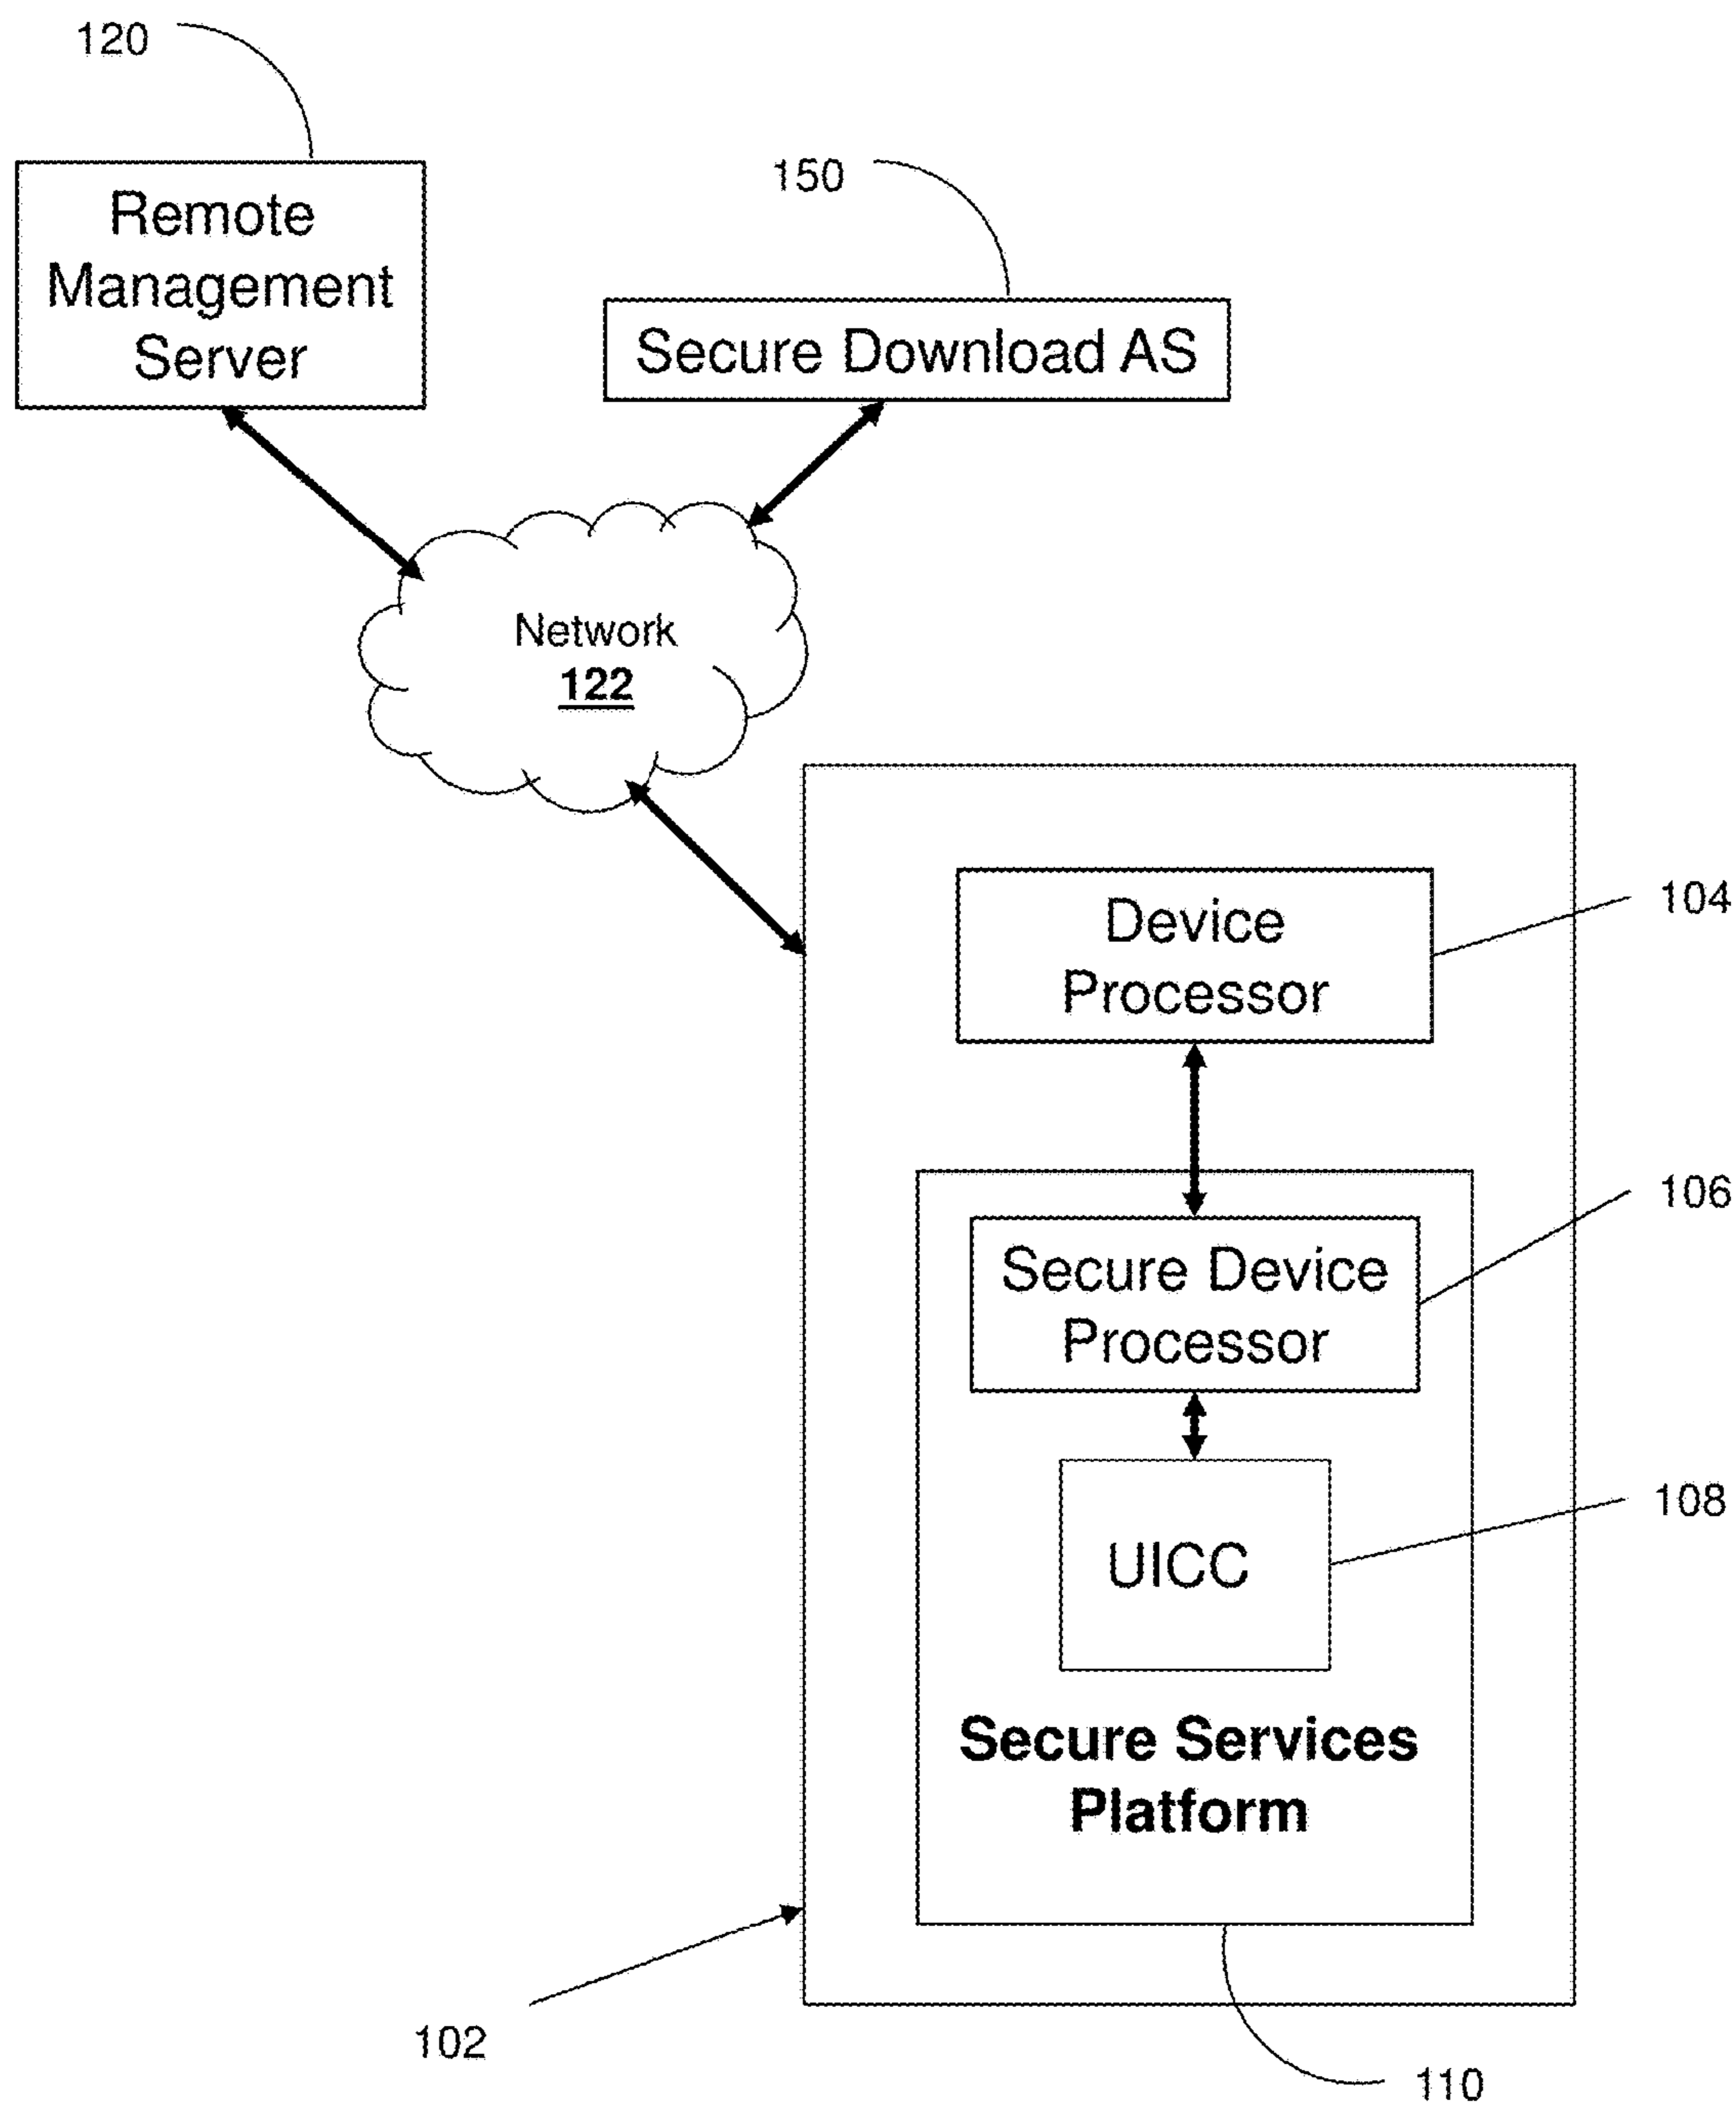 120
Remote
Management
Server
150
Secure Download AS
Network
122
Device
Processor
104
Secure Device
Processor
106
UICC
108
Secure Services
Platform
102
110